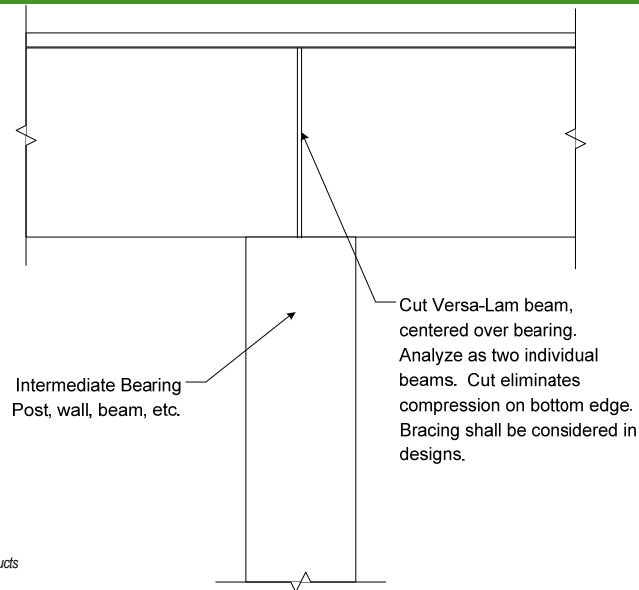 Cut Versa-Lam beam,
centered over bearing.
Analyze as two individual
beams. Cut eliminates
compression on bottom edge.
Bracing shall be considered in
designs.
Intermediate Bearing
Post, wall, beam, etc.
ucts